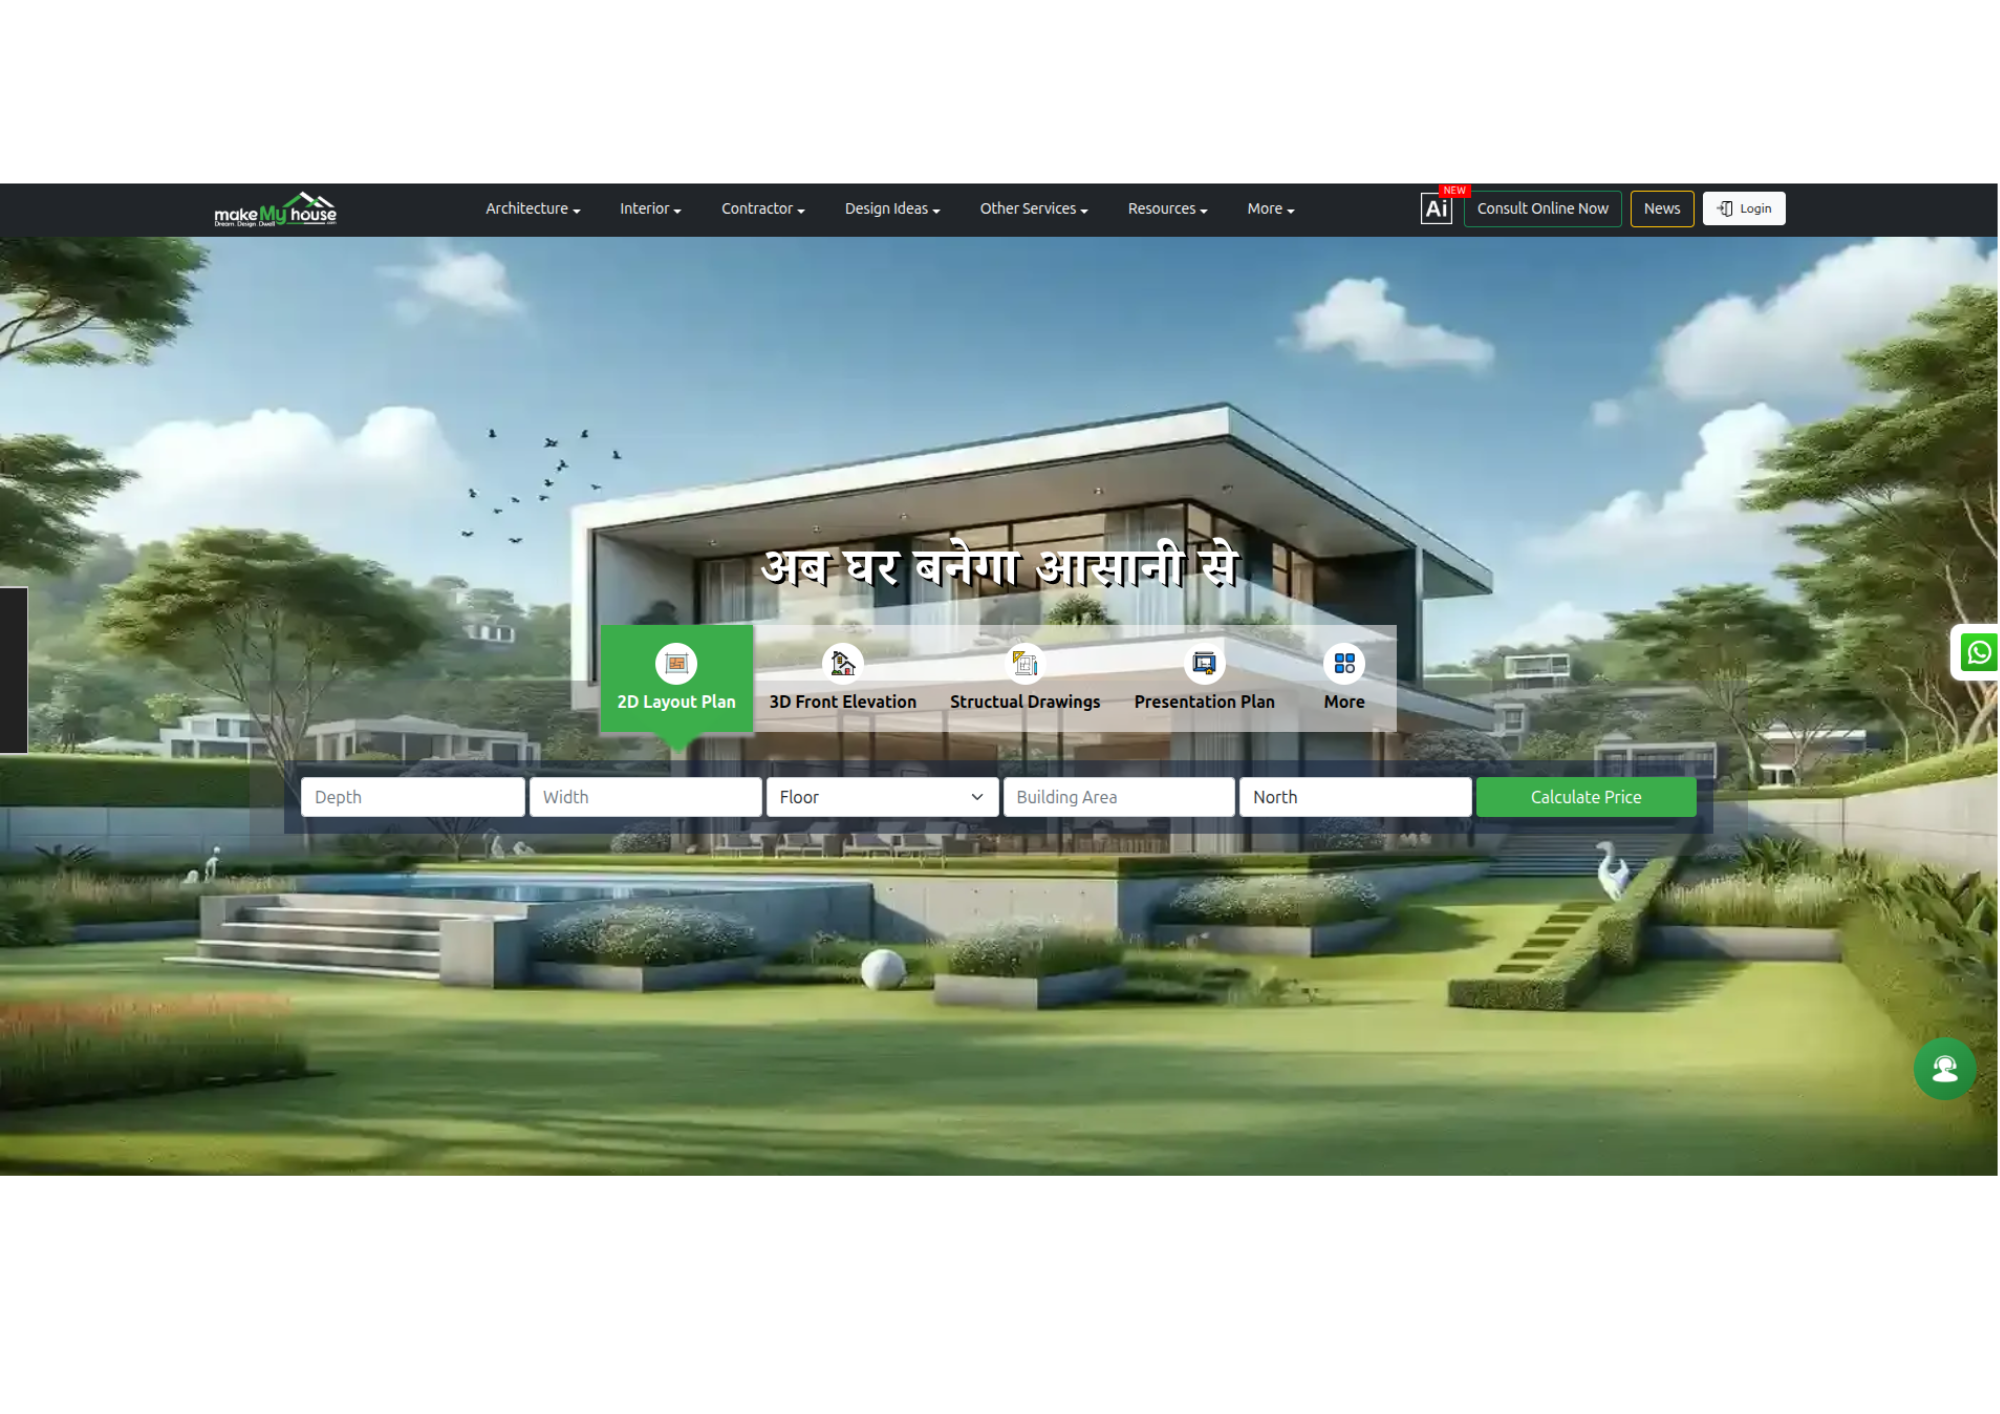 make My house
Dream. Design. Dwell
Architecture
Interior
Contractor
Design Ideas
Other Services
Resources
More
Ai
NEW
Consult Online Now
News
Login
अब घर बनेगा आसानी से
2D Layout Plan
3D Front Elevation
Structual Drawings
Presentation Plan
More
Depth
Width
Floor
Building Area
North
Calculate Price